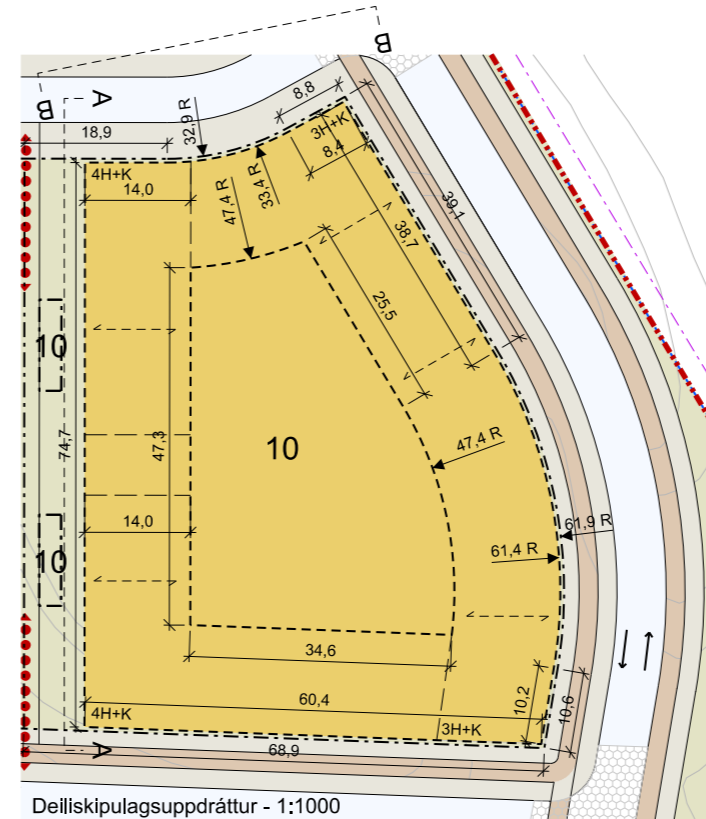 B
B
A
8,8
18,9
32,9 R
3H+K
8,4
4H+K
14,0
47,4 R
33,4 R
39,1
38,7
25,5
10
74,7
47,3
10
47,4 R
14,0
61,9 R
61,4 R
10
34,6
60,4
10,2
10,6
4H+K
3H+K
A
68,9
Deiliskipulagsuppdráttur - 1:1000